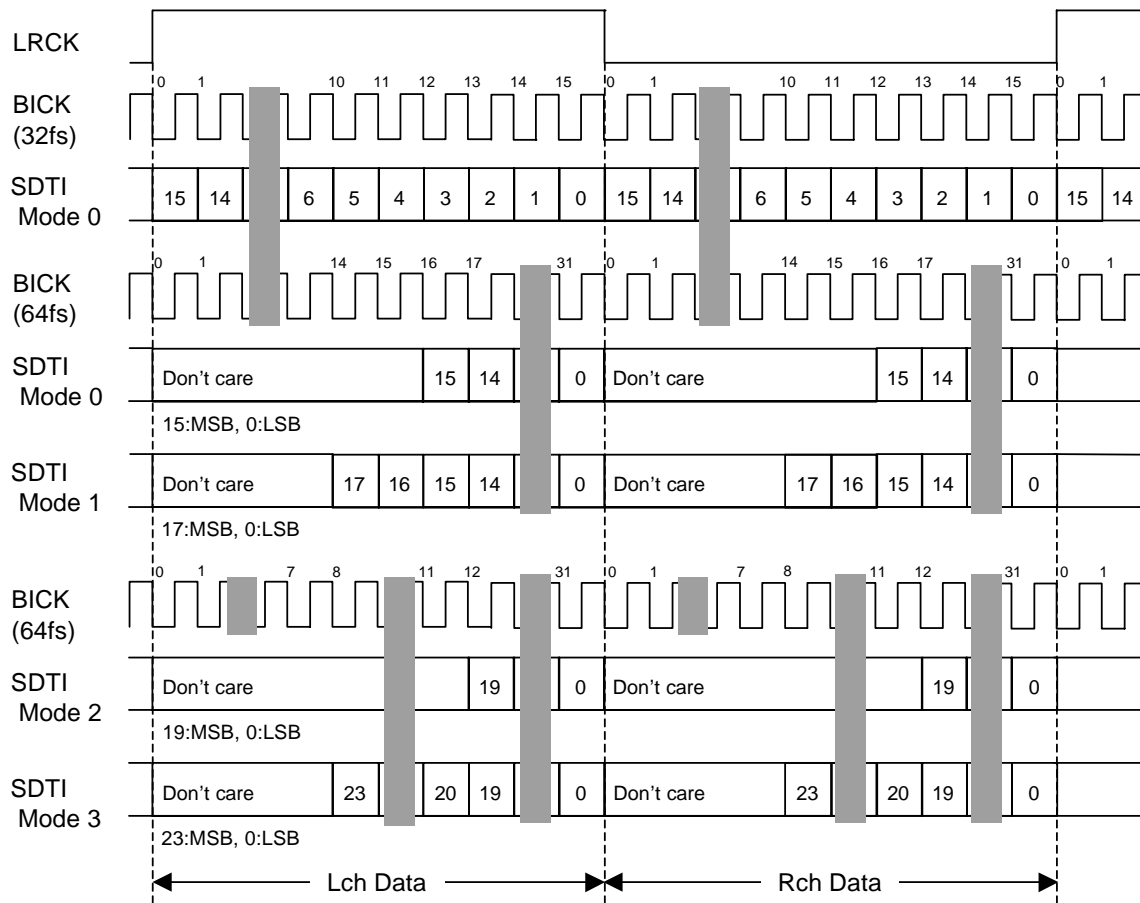 LRCK
0 1 10 11 12 13 14 15 0 1 10 11 12 13 14 15 0 1
BICK
(32fs)
SDTI
Mode 0
15 14 6 5 4 3 2 1 0 15 14 6 5 4 3 2 1 0 15 14
0 1 14 15 16 17 31 0 1 14 15 16 17 31 0 1
BICK
(64fs)
SDTI
Mode 0
Don't care 15 14 0 Don't care 15 14 0
15:MSB, 0:LSB
SDTI
Mode 1
Don't care 17 16 15 14 0 Don't care 17 16 15 14 0
17:MSB, 0:LSB
0 1 7 8 11 12 31 0 1 7 8 11 12 31 0 1
BICK
(64fs)
SDTI
Mode 2
Don't care 19 0 Don't care 19 0
19:MSB, 0:LSB
SDTI
Mode 3
Don't care 23 20 19 0 Don't care 23 20 19 0
23:MSB, 0:LSB
Lch Data Rch Data